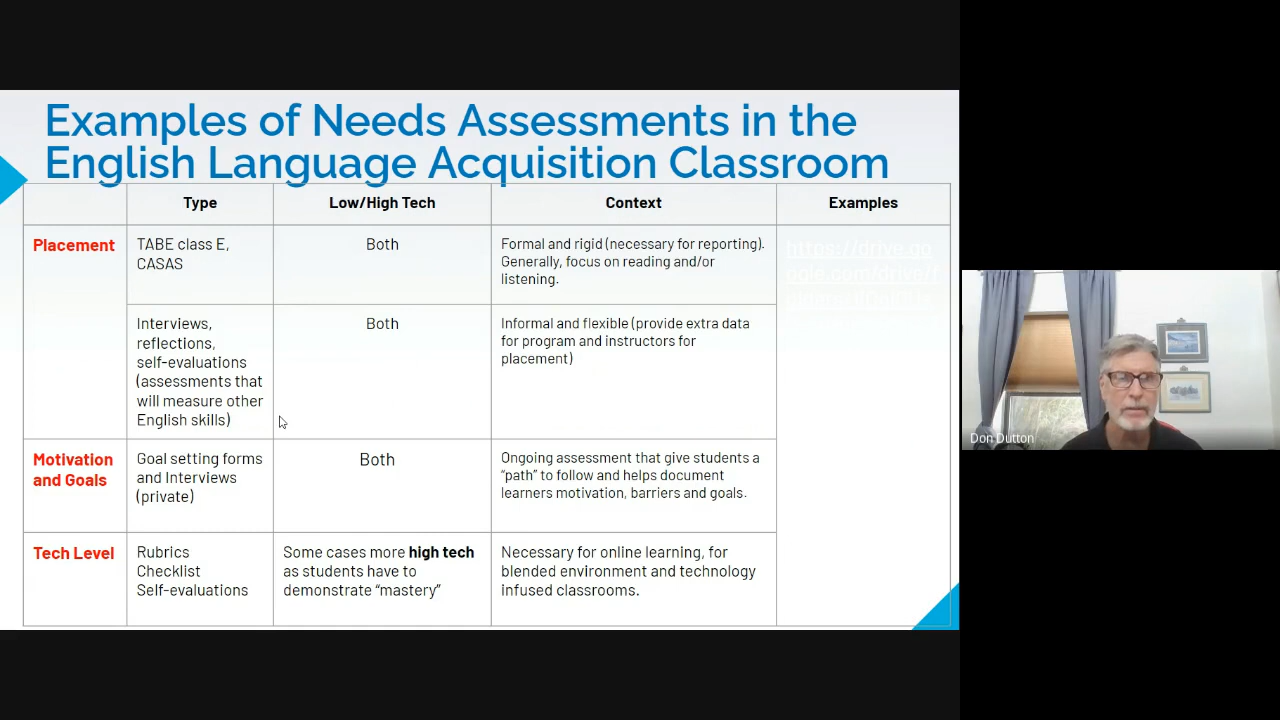 Examples of Needs Assessments in the
English Language Acquisition Classroom
Type
Low/High Tech
Context
Examples
Placement
TABE class E,
CASAS
Both
Formal and rigid (necessary for reporting).
Generally, focus on reading and/or
listening.
https://drive.go
ogle.com/drive/f
Interviews,
reflections,
self-evaluations
(assessments that
will measure other
English skills)
Both
Informal and flexible (provide extra data
for program and instructors for
placement)
Motivation
and Goals
Goal setting forms
and Interviews
(private)
Both
Ongoing assessment that give students a
“path” to follow and helps document
learners motivation, barriers and goals.
Tech Level
Rubrics
Checklist
Self-evaluations
Some cases more high tech
as students have to
demonstrate “mastery”
Necessary for online learning, for
blended environment and technology
infused classrooms.
Don Dutton